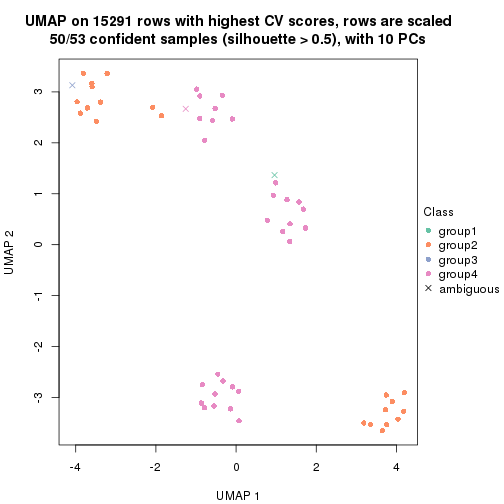 UMAP on 15291 rows with highest CV scores, rows are scaled
50/53 confident samples (silhouette > 0.5), with 10 PCs
3
2
1
0
-1
-2
-3
UMAP 2
-4
-2
0
2
4
UMAP 1
Class
group1
group2
group3
group4
ambiguous